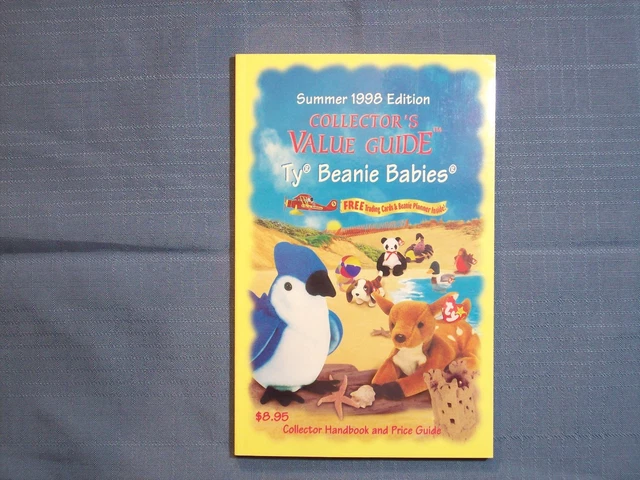 Summer 1998 Edition
COLLECTOR'S
VALUE GUIDE™
Ty® Beanie Babies®
FREE Trading Cards & Beanie Planner Inside!
ty
$8.95
Collector Handbook and Price Guide